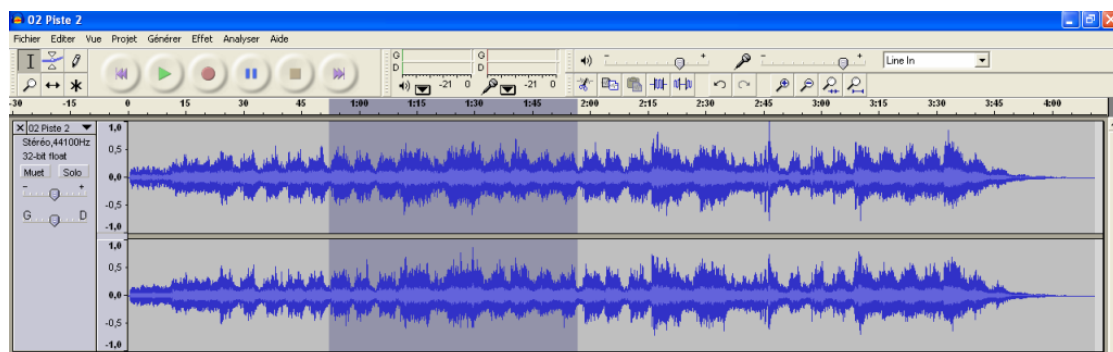 02 Piste 2
Fichier Editer Vue Projet Générer Effet Analyser Aide
G G
D D
-21 0 -21 0
- + - +
Line In
-30 -15 0 15 30 45 1:00 1:15 1:30 1:45 2:00 2:15 2:30 2:45 3:00 3:15 3:30 3:45 4:00
02 Piste 2
Stéréo,44100Hz
32-bit float
Muet Solo
- +
G D
1,0
0,5
0,0
-0,5
-1,0
1,0
0,5
0,0
-0,5
-1,0